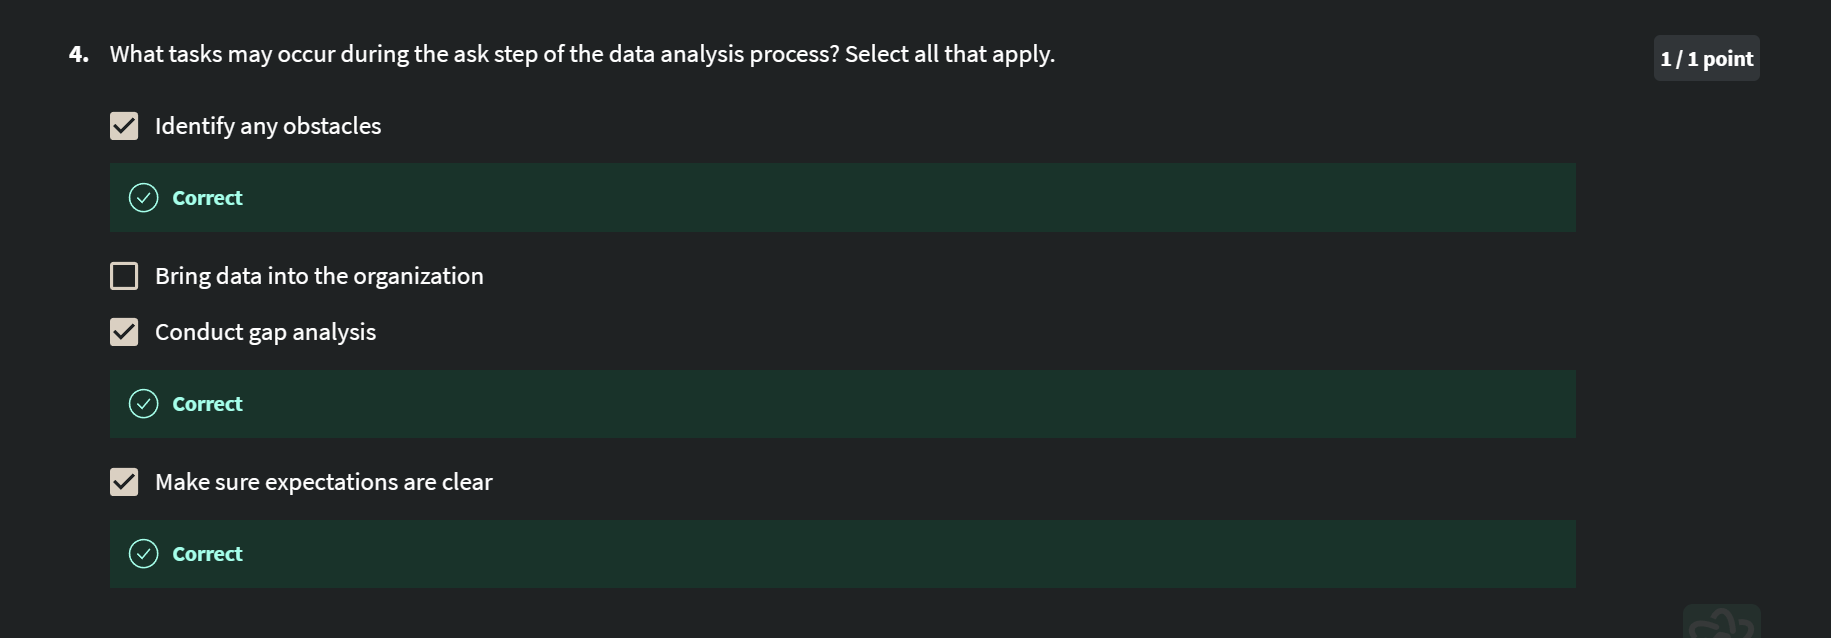 4. What tasks may occur during the ask step of the data analysis process? Select all that apply.
1 / 1 point
Identify any obstacles
Correct
Bring data into the organization
Conduct gap analysis
Correct
Make sure expectations are clear
Correct